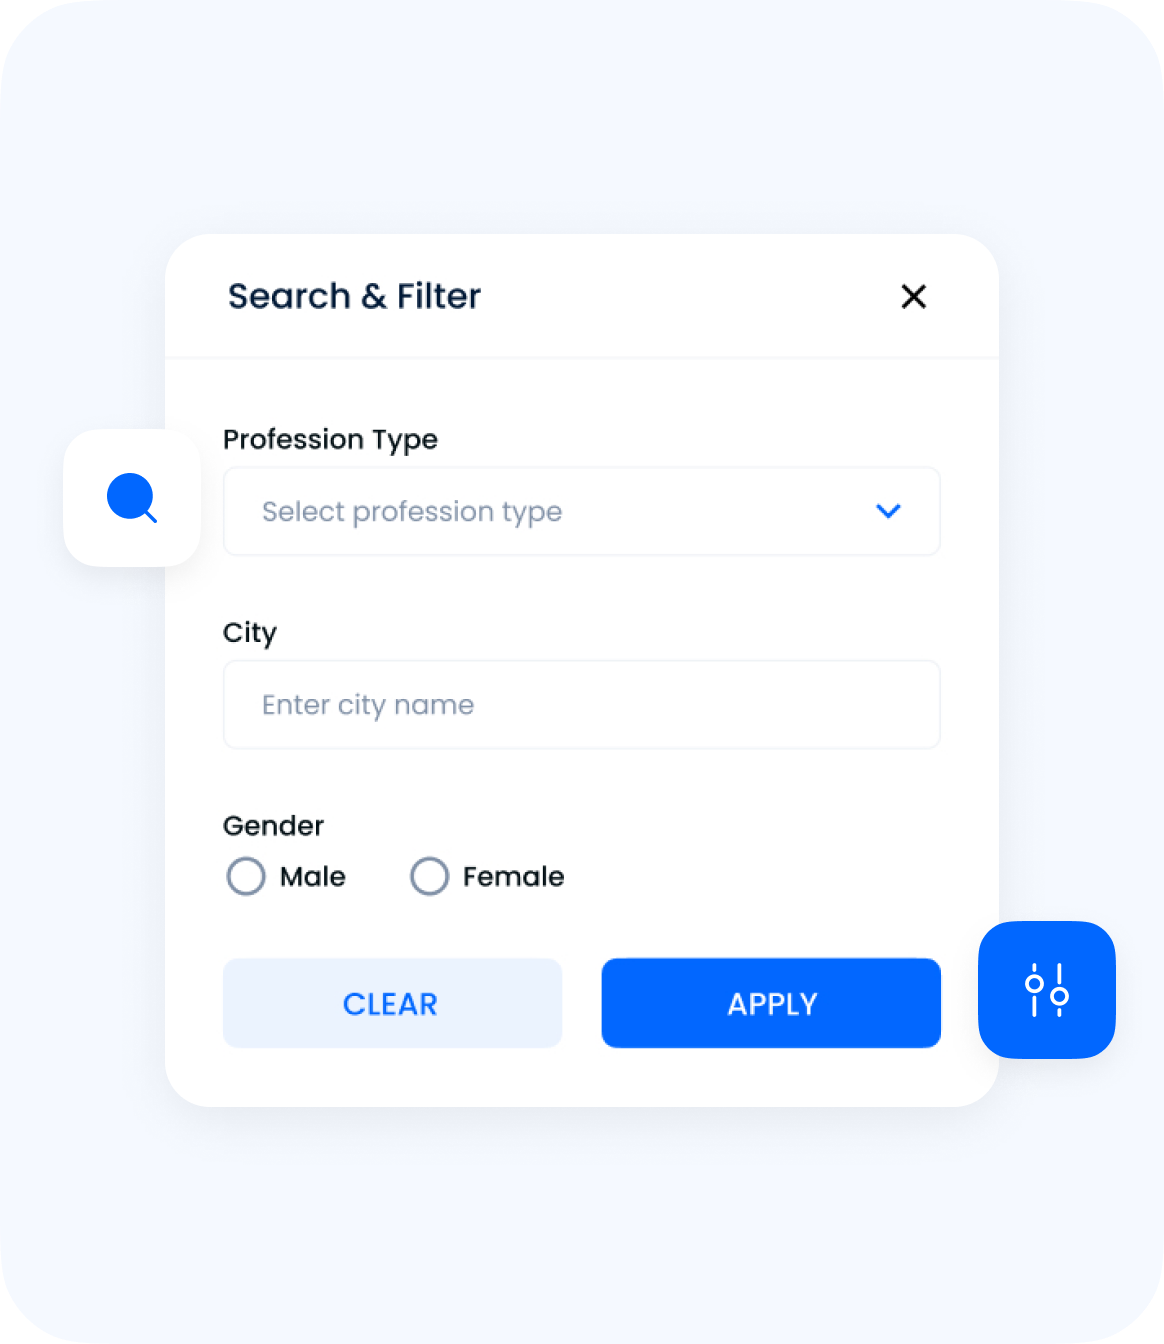 Search & Filter
Profession Type
Select profession type
City
Enter city name
Gender
Male Female
CLEAR APPLY